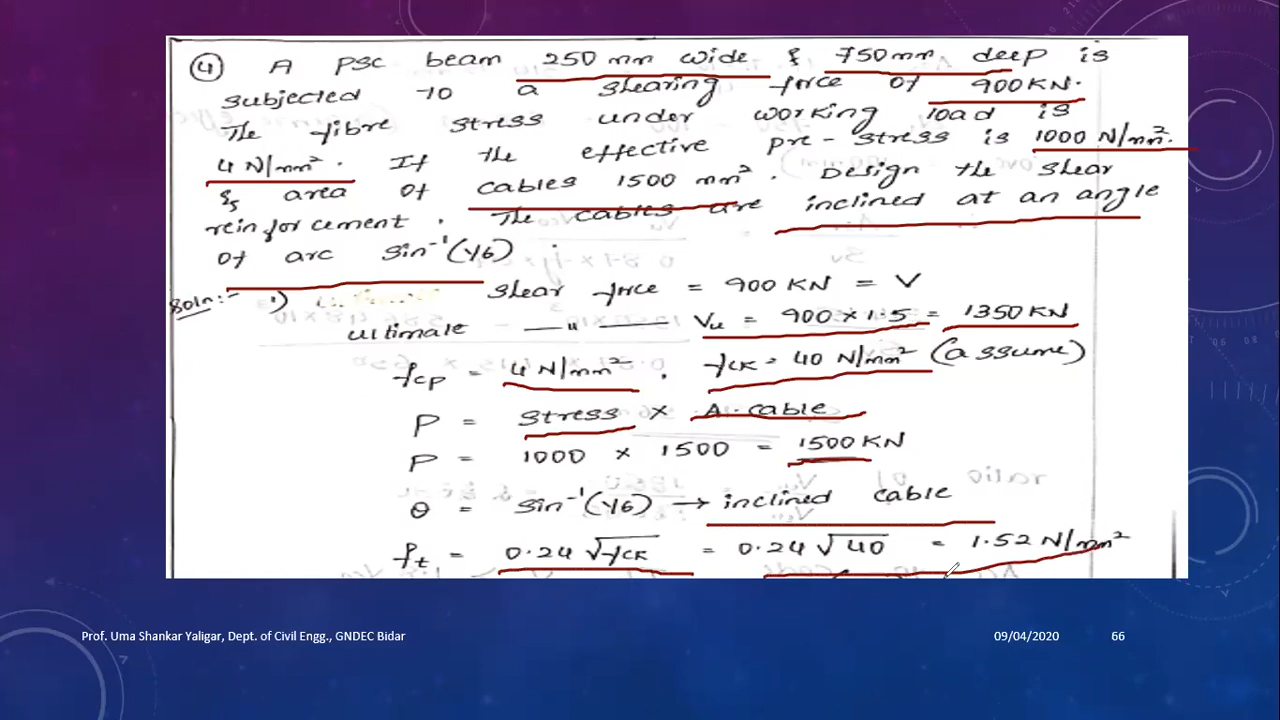 ④ A PSC beam 250 mm wide & 750 mm deep is
subjected to a shearing force of 900 KN.
The fibre stress under working load is
4 N/mm². If the effective pre-stress is 1000 N/mm².
& area of cables 1500 mm². Design the shear
reinforcement. The cables are inclined at an angle
of arc sin⁻¹(1/6).
Soln:- 1) shear force = 900 KN = V
ultimate —"— Vu = 900 × 1.5 = 1350 KN
fcp = 4 N/mm². fck = 40 N/mm² (assume)
P = stress × A.cable
P = 1000 × 1500 = 1500 KN
θ = sin⁻¹(1/6) → inclined cable
ft = 0.24 √fck = 0.24 √40 = 1.52 N/mm²
Prof. Uma Shankar Yaligar, Dept. of Civil Engg., GNDEC Bidar 09/04/2020 66